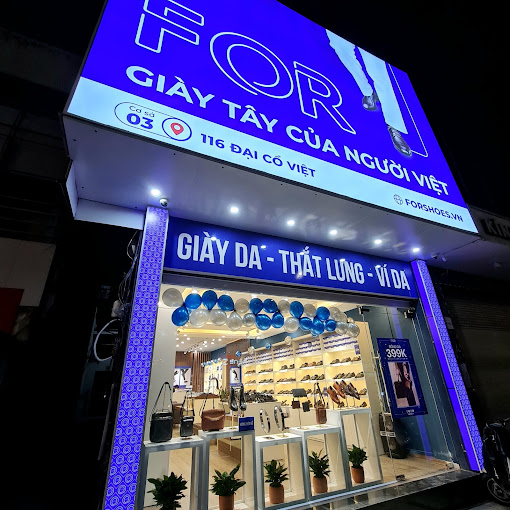 FOR
GIÀY TÂY CỦA NGƯỜI VIỆT
Cơ sở
03
116 ĐẠI CỒ VIỆT
FORSHOES.VN
GIÀY DA - THẮT LƯNG - VÍ DA
399K